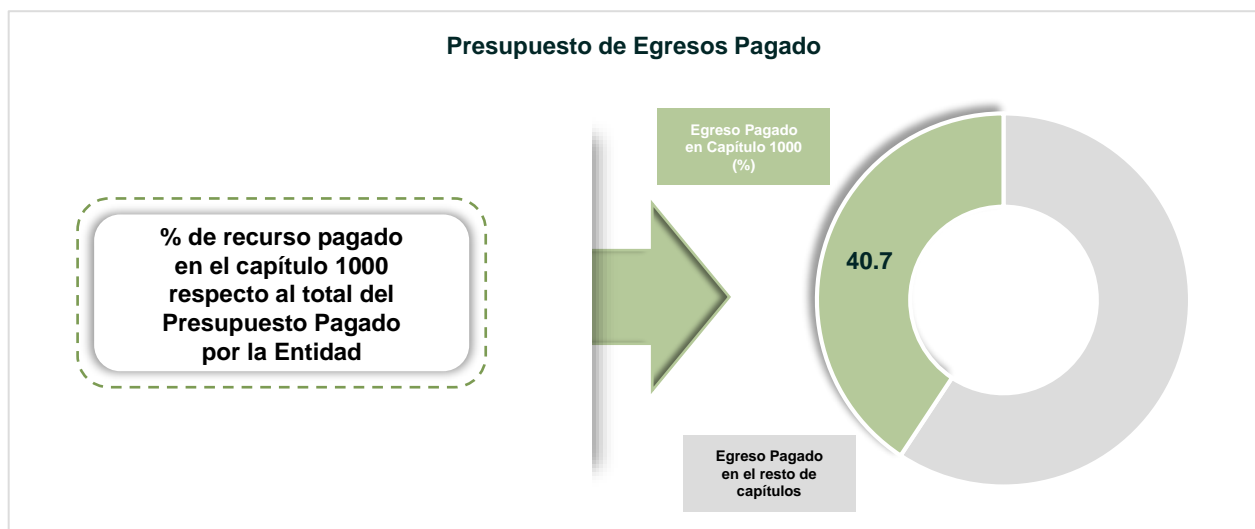 Presupuesto de Egresos Pagado
Egreso Pagado
en Capítulo 1000
(%)
% de recurso pagado
en el capítulo 1000
respecto al total del
Presupuesto Pagado
por la Entidad
40.7
Egreso Pagado
en el resto de
capítulos